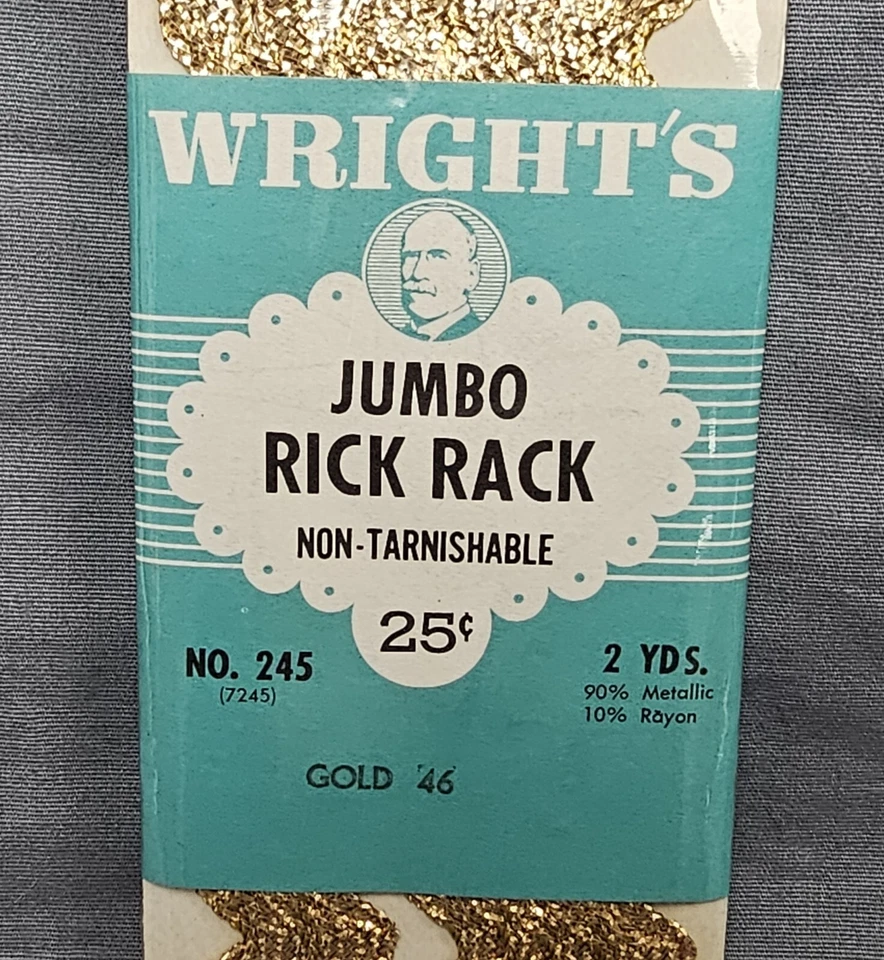 WRIGHT'S
JUMBO
RICK RACK
NON-TARNISHABLE
25¢
NO. 245
(7245)
2 YDS.
90% Metallic
10% Rayon
GOLD 46